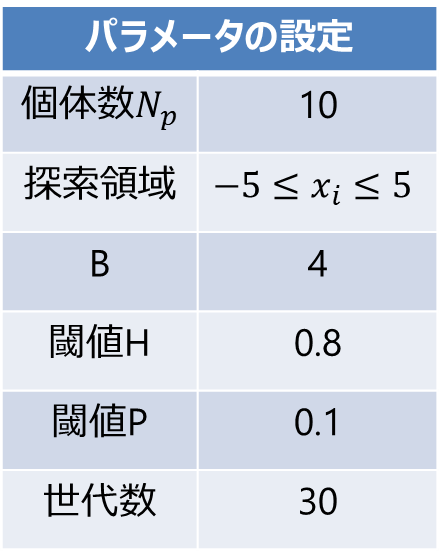 パラメータの設定
個体数Nₚ 10
探索領域 −5 ≤ xᵢ ≤ 5
B 4
閾値H 0.8
閾値P 0.1
世代数 30